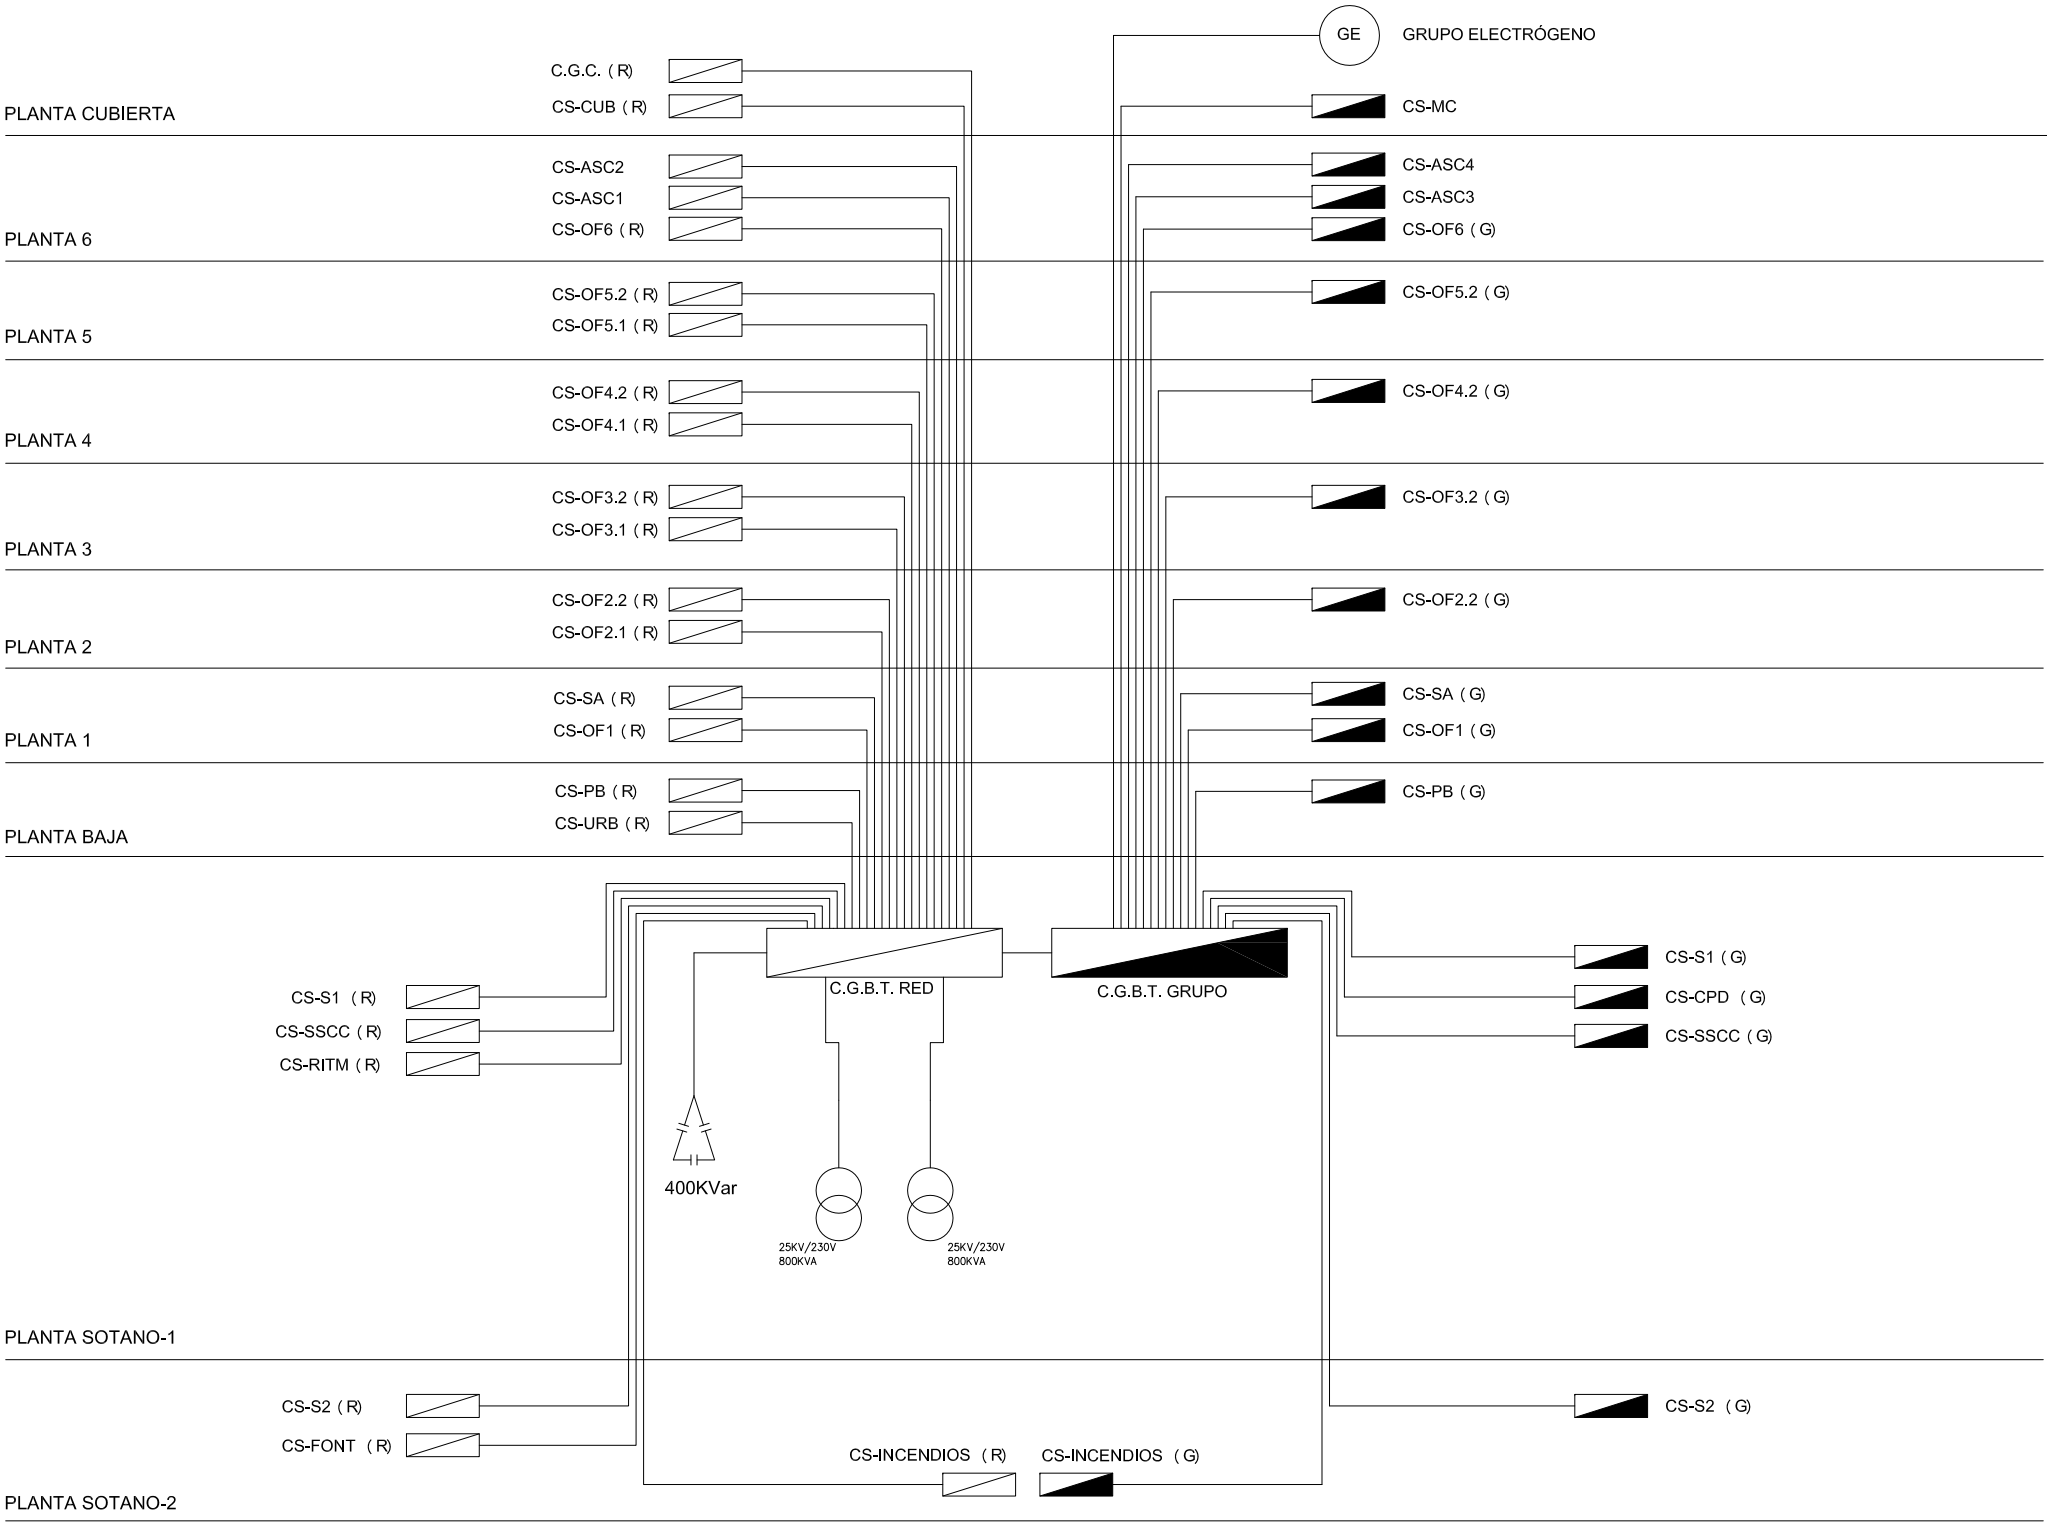 GE GRUPO ELECTRÓGENO
C.G.C. (R)
CS-CUB (R) CS-MC
PLANTA CUBIERTA
CS-ASC2 CS-ASC4
CS-ASC1 CS-ASC3
CS-OF6 (R) CS-OF6 (G)
PLANTA 6
CS-OF5.2 (R) CS-OF5.2 (G)
CS-OF5.1 (R)
PLANTA 5
CS-OF4.2 (R) CS-OF4.2 (G)
CS-OF4.1 (R)
PLANTA 4
CS-OF3.2 (R) CS-OF3.2 (G)
CS-OF3.1 (R)
PLANTA 3
CS-OF2.2 (R) CS-OF2.2 (G)
CS-OF2.1 (R)
PLANTA 2
CS-SA (R) CS-SA (G)
CS-OF1 (R) CS-OF1 (G)
PLANTA 1
CS-PB (R) CS-PB (G)
CS-URB (R)
PLANTA BAJA
CS-S1 (G)
C.G.B.T. RED C.G.B.T. GRUPO
CS-S1 (R) CS-CPD (G)
CS-SSCC (R) CS-SSCC (G)
CS-RITM (R)
400KVar
25KV/230V 25KV/230V
800KVA 800KVA
PLANTA SOTANO-1
CS-S2 (R) CS-S2 (G)
CS-FONT (R)
CS-INCENDIOS (R) CS-INCENDIOS (G)
PLANTA SOTANO-2